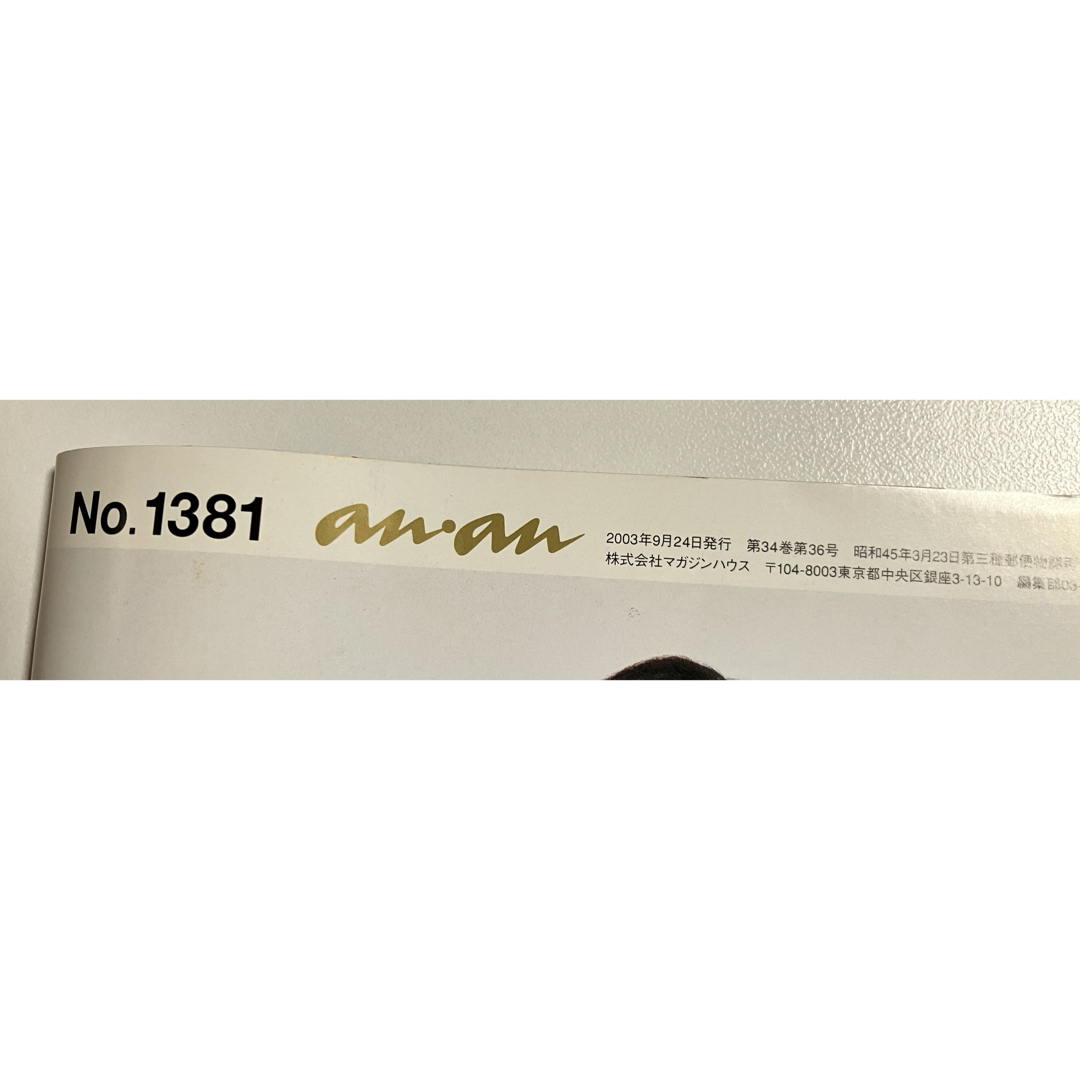 No.1381 an·an
2003年9月24日発行 第34巻第36号 昭和45年3月23日第三種郵便物認可
株式会社マガジンハウス 〒104-8003東京都中央区銀座3-13-10 編集部03-